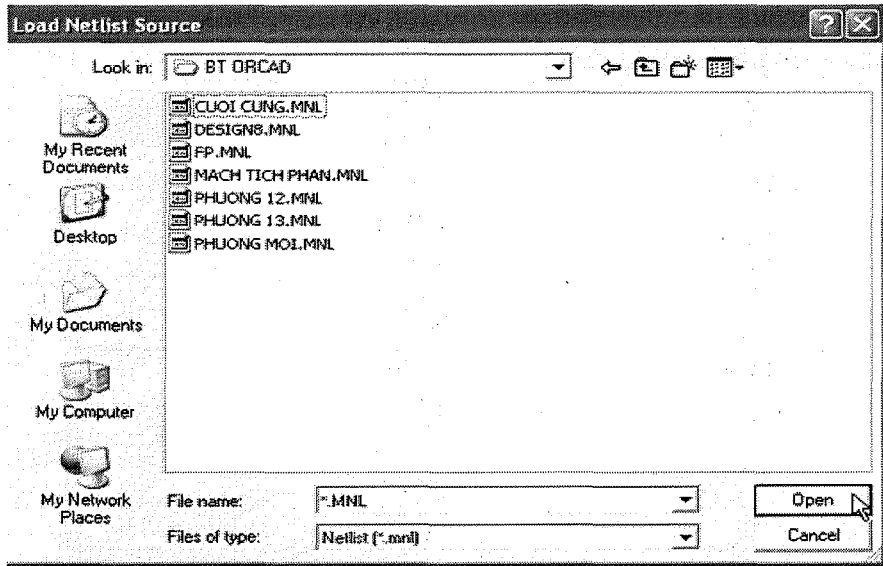 Load Netlist Source
Look in: BT ORCAD
CUOI CUNG.MNL
DESIGN8.MNL
FP.MNL
MACH TICH PHAN.MNL
PHUONG 12.MNL
PHUONG 13.MNL
PHUONG MOI.MNL
My Recent
Documents
Desktop
My Documents
My Computer
My Network
Places
File name: *.MNL
Open
Files of type: Netlist (*.mnl)
Cancel